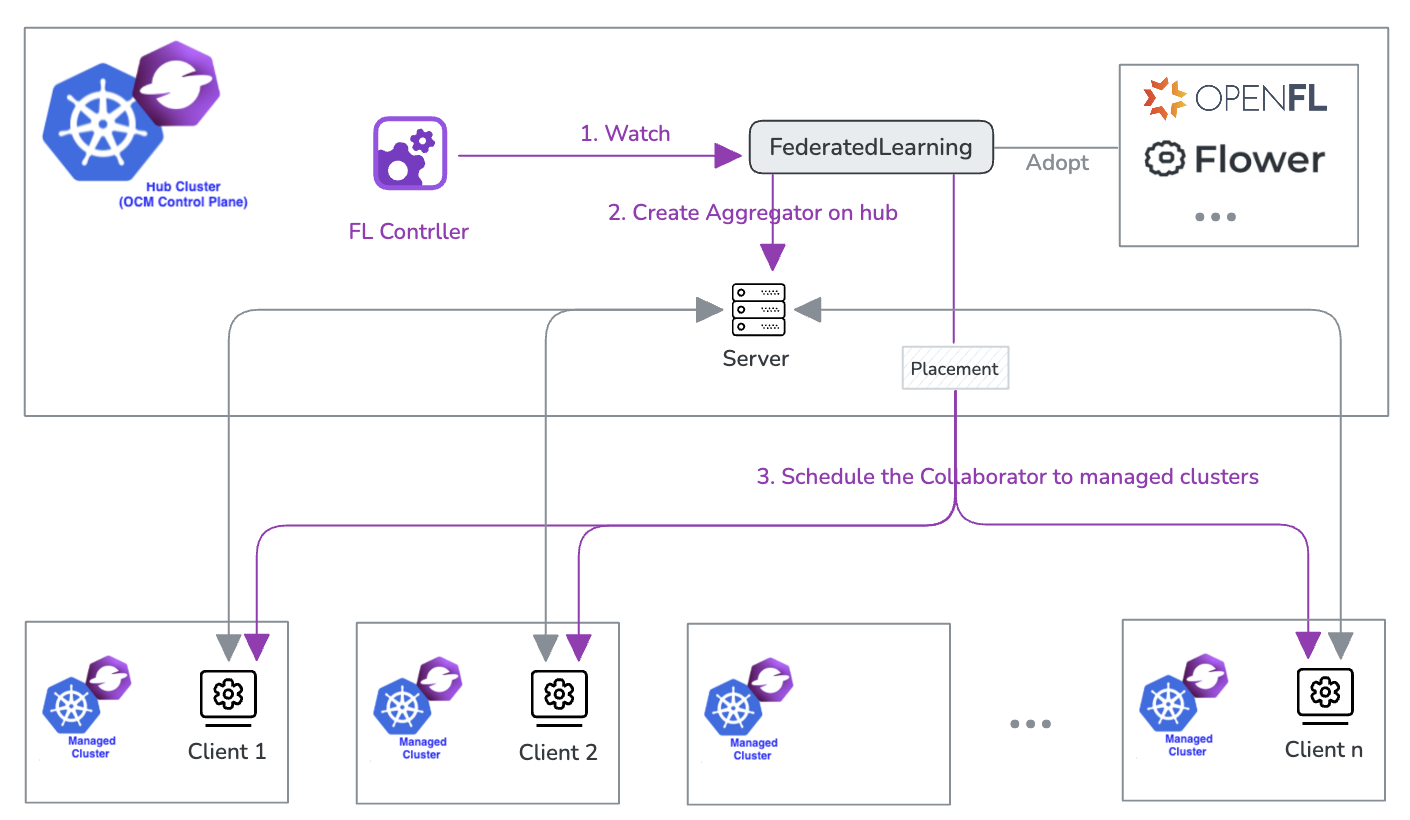 OPENFL
1. Watch
FederatedLearning
Adopt
Flower
Hub Cluster
(OCM Control Plane)
FL Contrller
2. Create Aggregator on hub
Server
Placement
3. Schedule the Collaborator to managed clusters
Managed
Cluster
Client 1
Managed
Cluster
Client 2
Managed
Cluster
Managed
Cluster
Client n